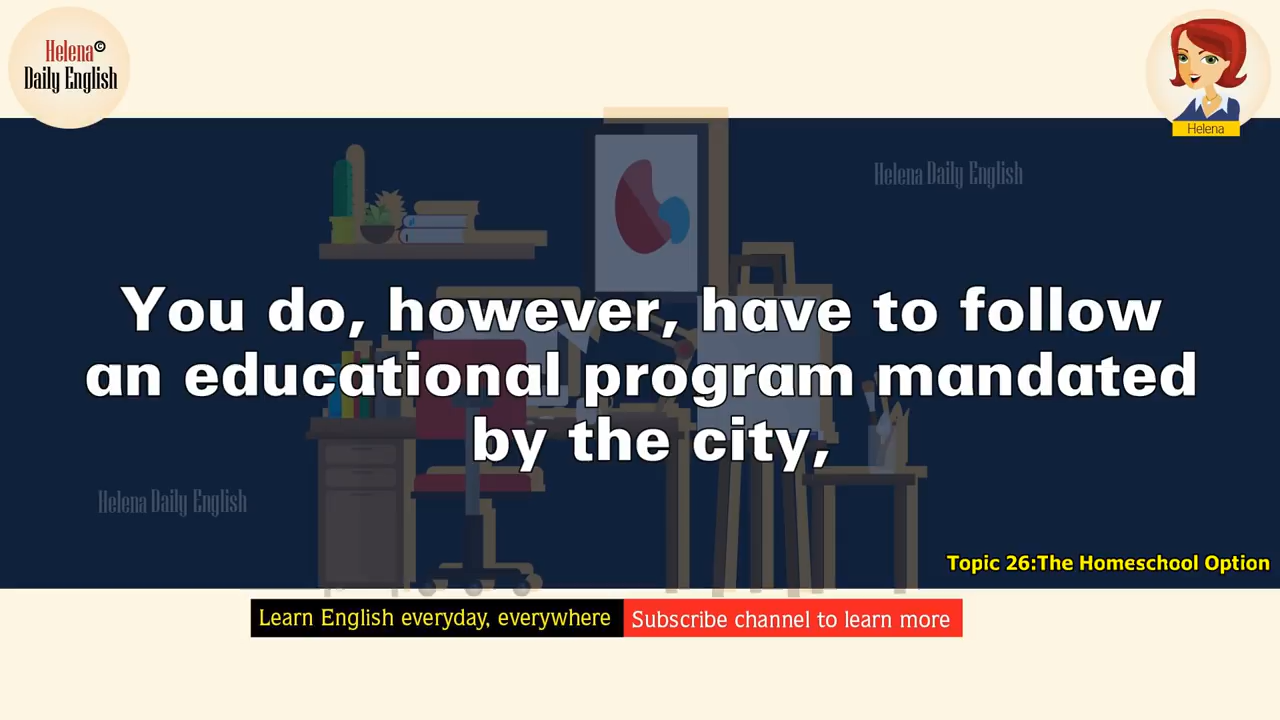 Helena©
Daily English
Helena
Helena Daily English
You do, however, have to follow
an educational program mandated
by the city,
Helena Daily English
Topic 26:The Homeschool Option
Learn English everyday, everywhere
Subscribe channel to learn more